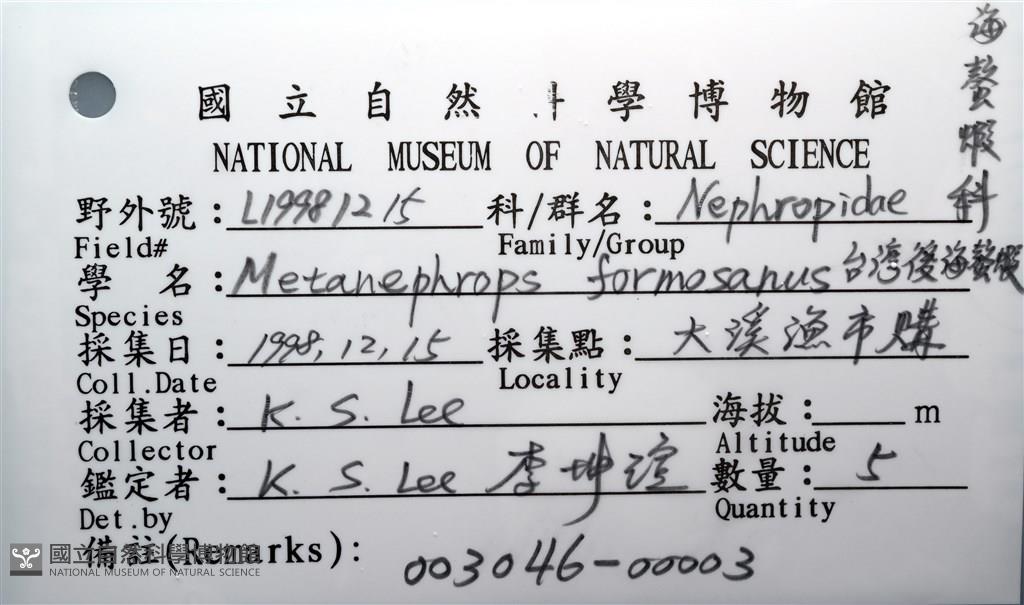 國立自然科學博物館
NATIONAL MUSEUM OF NATURAL SCIENCE
海螯蝦科
野外號：L19981215 科/群名：Nephropidae
Field# Family/Group
學 名：Metanephrops formosanus 台湾後海螯蝦
Species
採集日：1998,12,15 採集點：大溪漁市購
Coll.Date Locality
採集者：K. S. Lee 海拔： m
Collector Altitude
鑑定者：K. S. Lee 李坤瑄 數量：5
Det.by Quantity
備註(Remarks)：003046-00003
國立自然科學博物館
NATIONAL MUSEUM OF NATURAL SCIENCE